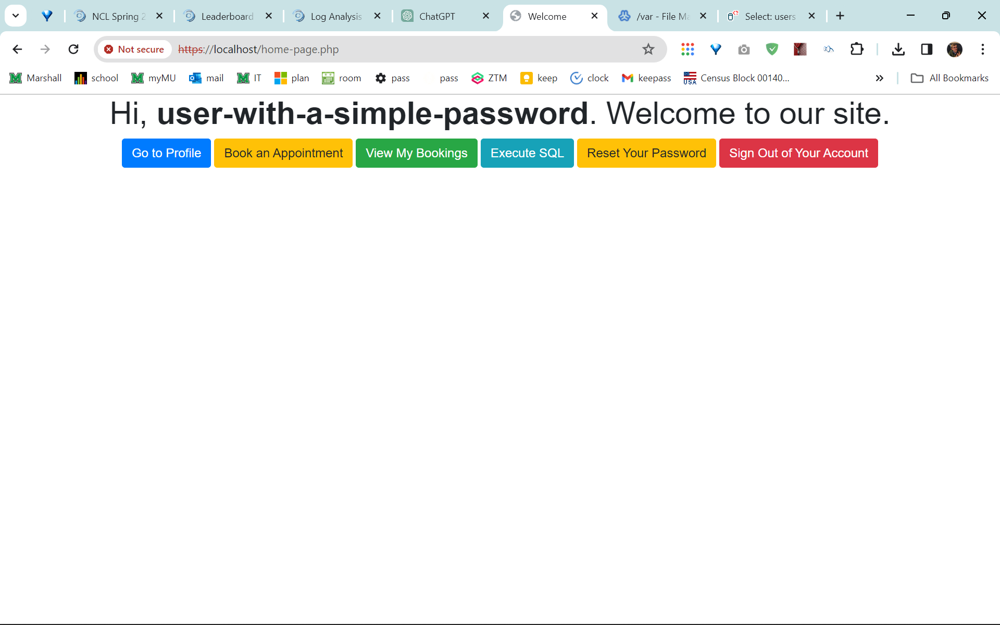 NCL Spring 2
Leaderboard
Log Analysis
ChatGPT
Welcome
/var - File Ma
Select: users
Not secure
https://localhost/home-page.php
Marshall
school
myMU
mail
IT
plan
room
pass
pass
ZTM
keep
clock
keepass
USA
Census Block 00140...
All Bookmarks
Hi, user-with-a-simple-password. Welcome to our site.
Go to Profile
Book an Appointment
View My Bookings
Execute SQL
Reset Your Password
Sign Out of Your Account